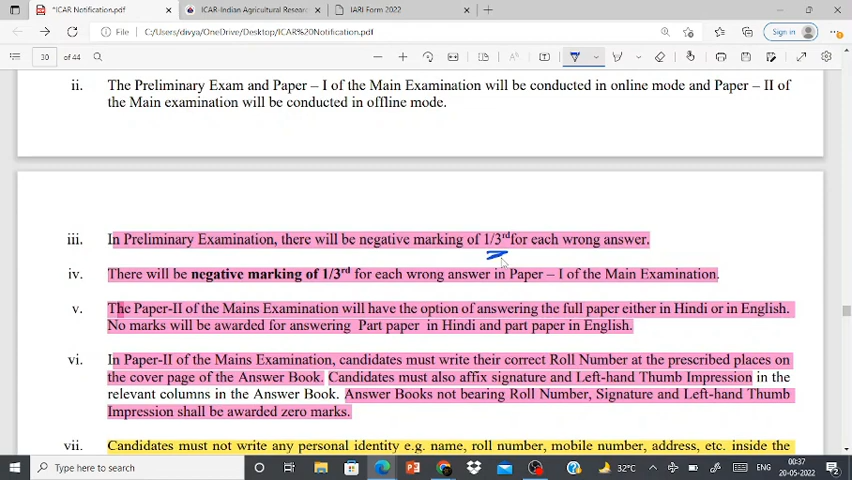 *ICAR Notification.pdf
ICAR-Indian Agricultural Researc
IARI Form 2022
File
C:/Users/divya/OneDrive/Desktop/ICAR%20Notification.pdf
Sign in
30 of 44
ii. The Preliminary Exam and Paper – I of the Main Examination will be conducted in online mode and Paper – II of
the Main examination will be conducted in offline mode.
iii. In Preliminary Examination, there will be negative marking of 1/3rd for each wrong answer.
iv. There will be negative marking of 1/3rd for each wrong answer in Paper – I of the Main Examination.
v. The Paper-II of the Mains Examination will have the option of answering the full paper either in Hindi or in English.
No marks will be awarded for answering Part paper in Hindi and part paper in English.
vi. In Paper-II of the Mains Examination, candidates must write their correct Roll Number at the prescribed places on
the cover page of the Answer Book. Candidates must also affix signature and Left-hand Thumb Impression in the
relevant columns in the Answer Book. Answer Books not bearing Roll Number, Signature and Left-hand Thumb
Impression shall be awarded zero marks.
vii. Candidates must not write any personal identity e.g. name, roll number, mobile number, address, etc. inside the
Type here to search
32°C
ENG
00:37
20-05-2022
2